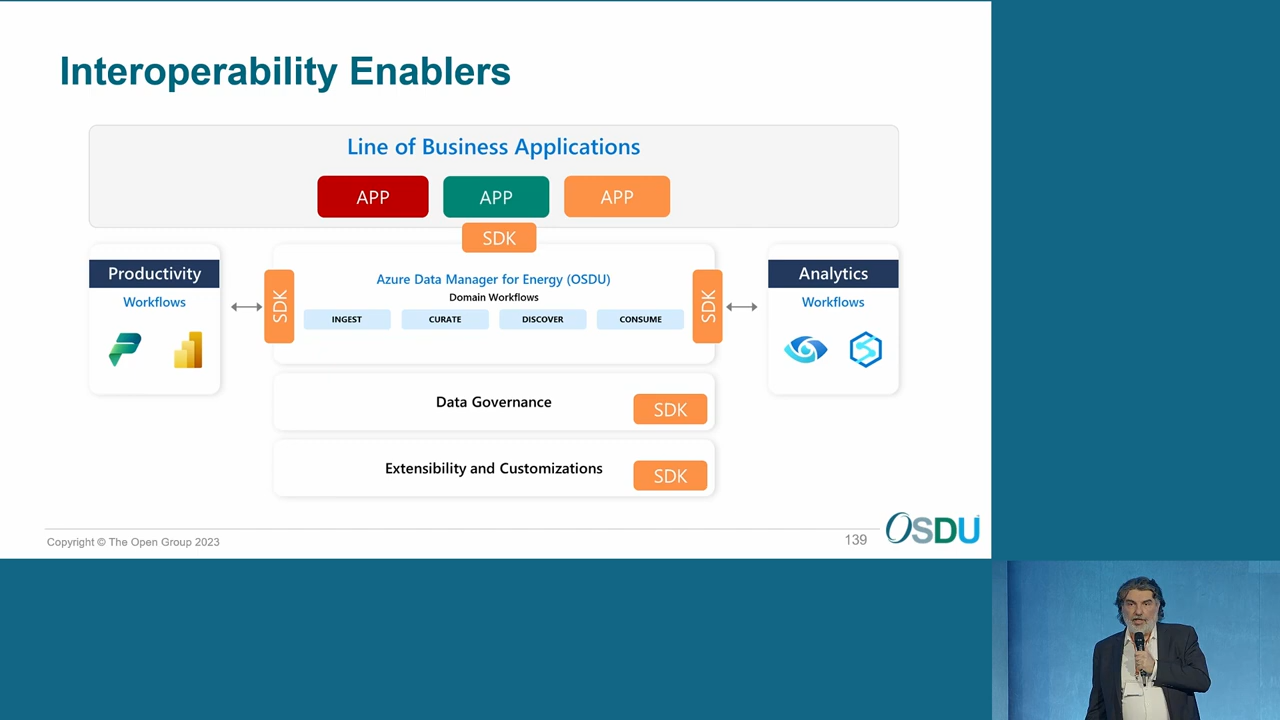 Interoperability Enablers
Line of Business Applications
APP
APP
APP
SDK
Productivity
Workflows
SDK
Azure Data Manager for Energy (OSDU)
Domain Workflows
INGEST
CURATE
DISCOVER
CONSUME
SDK
Analytics
Workflows
Data Governance
SDK
Extensibility and Customizations
SDK
Copyright © The Open Group 2023
139
OSDU